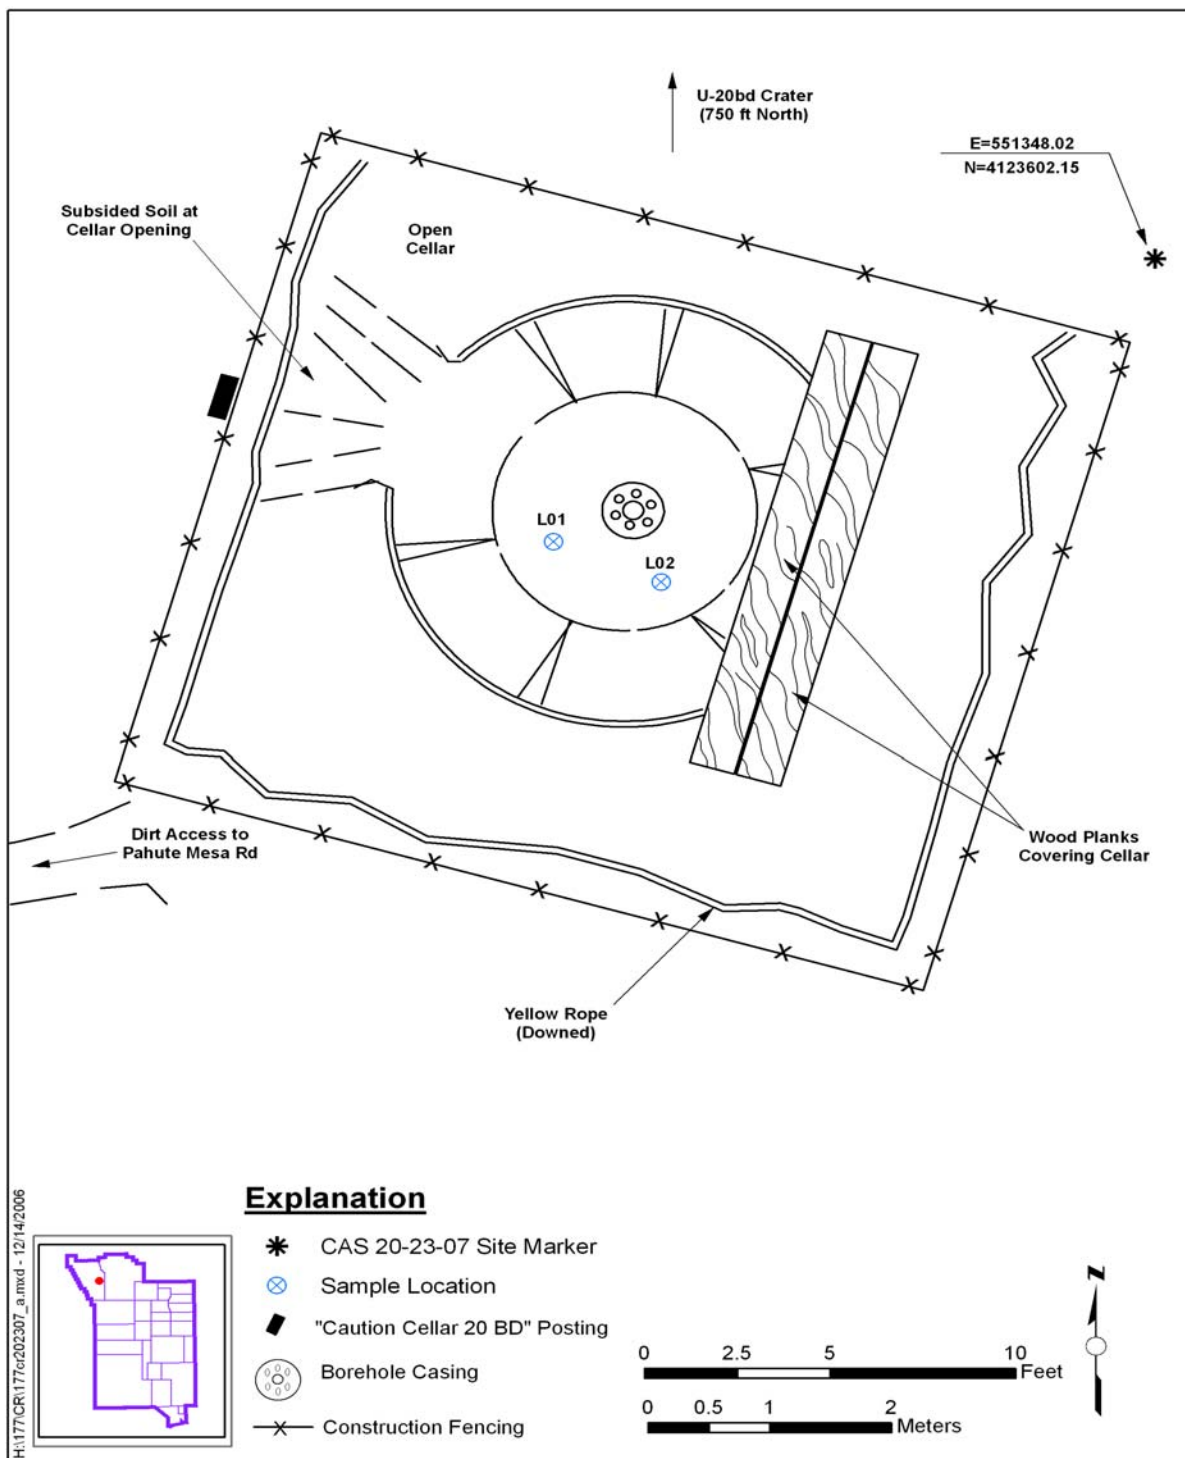 U-20bd Crater
(750 ft North)
E=551348.02
N=4123602.15
Subsided Soil at
Cellar Opening
Open
Cellar
L01
L02
Dirt Access to
Pahute Mesa Rd
Wood Planks
Covering Cellar
Yellow Rope
(Downed)
H:\177\CR\177cr202307_a.mxd - 12/14/2006
Explanation
CAS 20-23-07 Site Marker
Sample Location
"Caution Cellar 20 BD" Posting
Borehole Casing
Construction Fencing
N
0 2.5 5 10
Feet
0 0.5 1 2
Meters